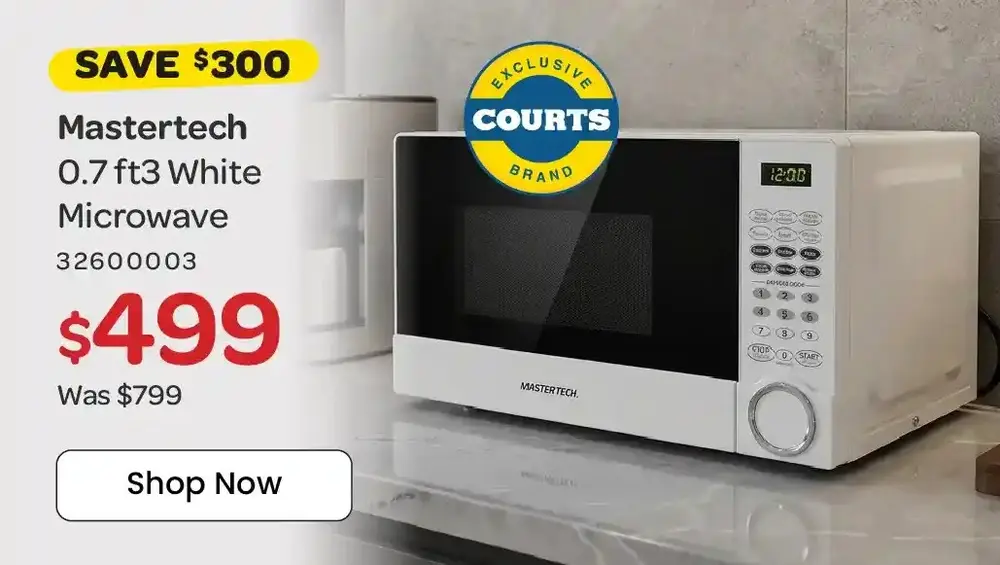 SAVE $300
Mastertech
0.7 ft3 White
Microwave
32600003
$499
Was $799
Shop Now
EXCLUSIVE
COURTS
BRAND
12:00
1 2 3
4 5 6
7 8 9
STOP 0 START
MASTERTECH.